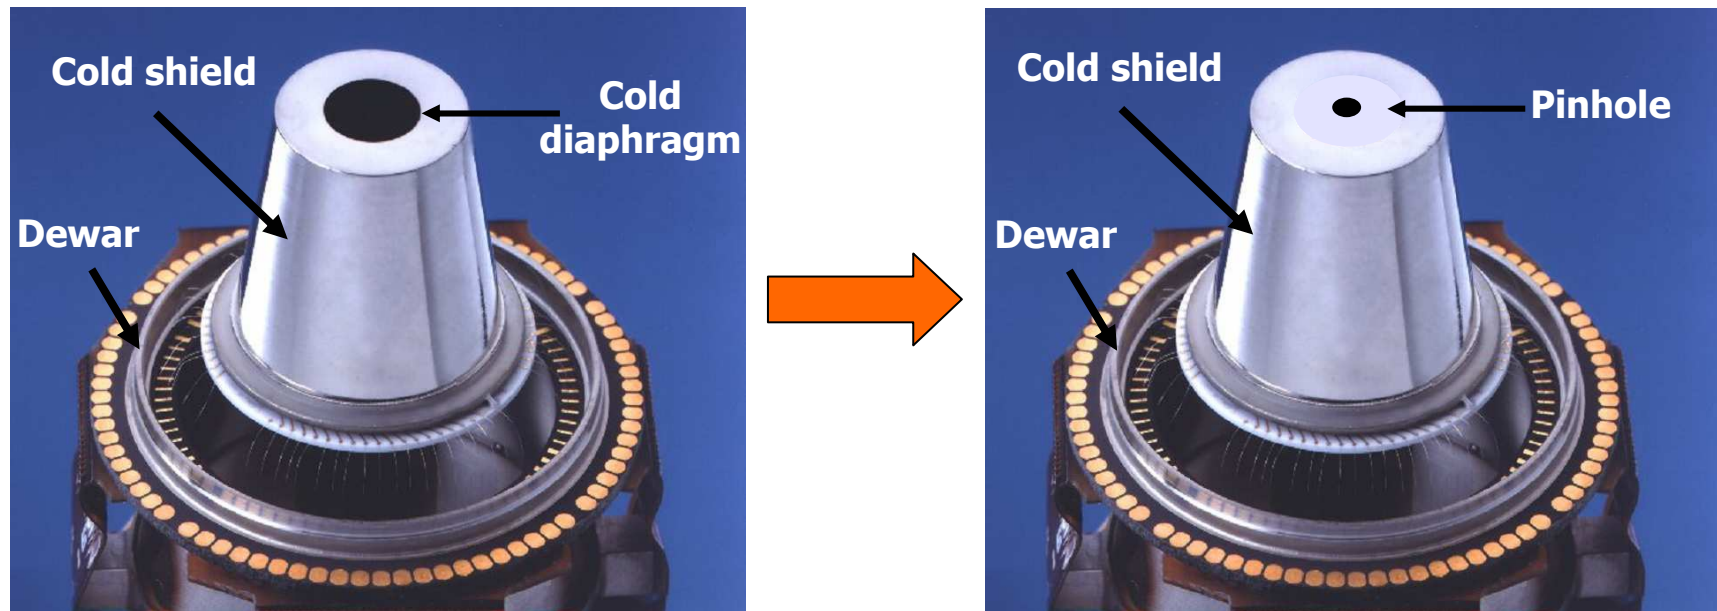 Cold shield
Cold
diaphragm
Dewar
Cold shield
Pinhole
Dewar